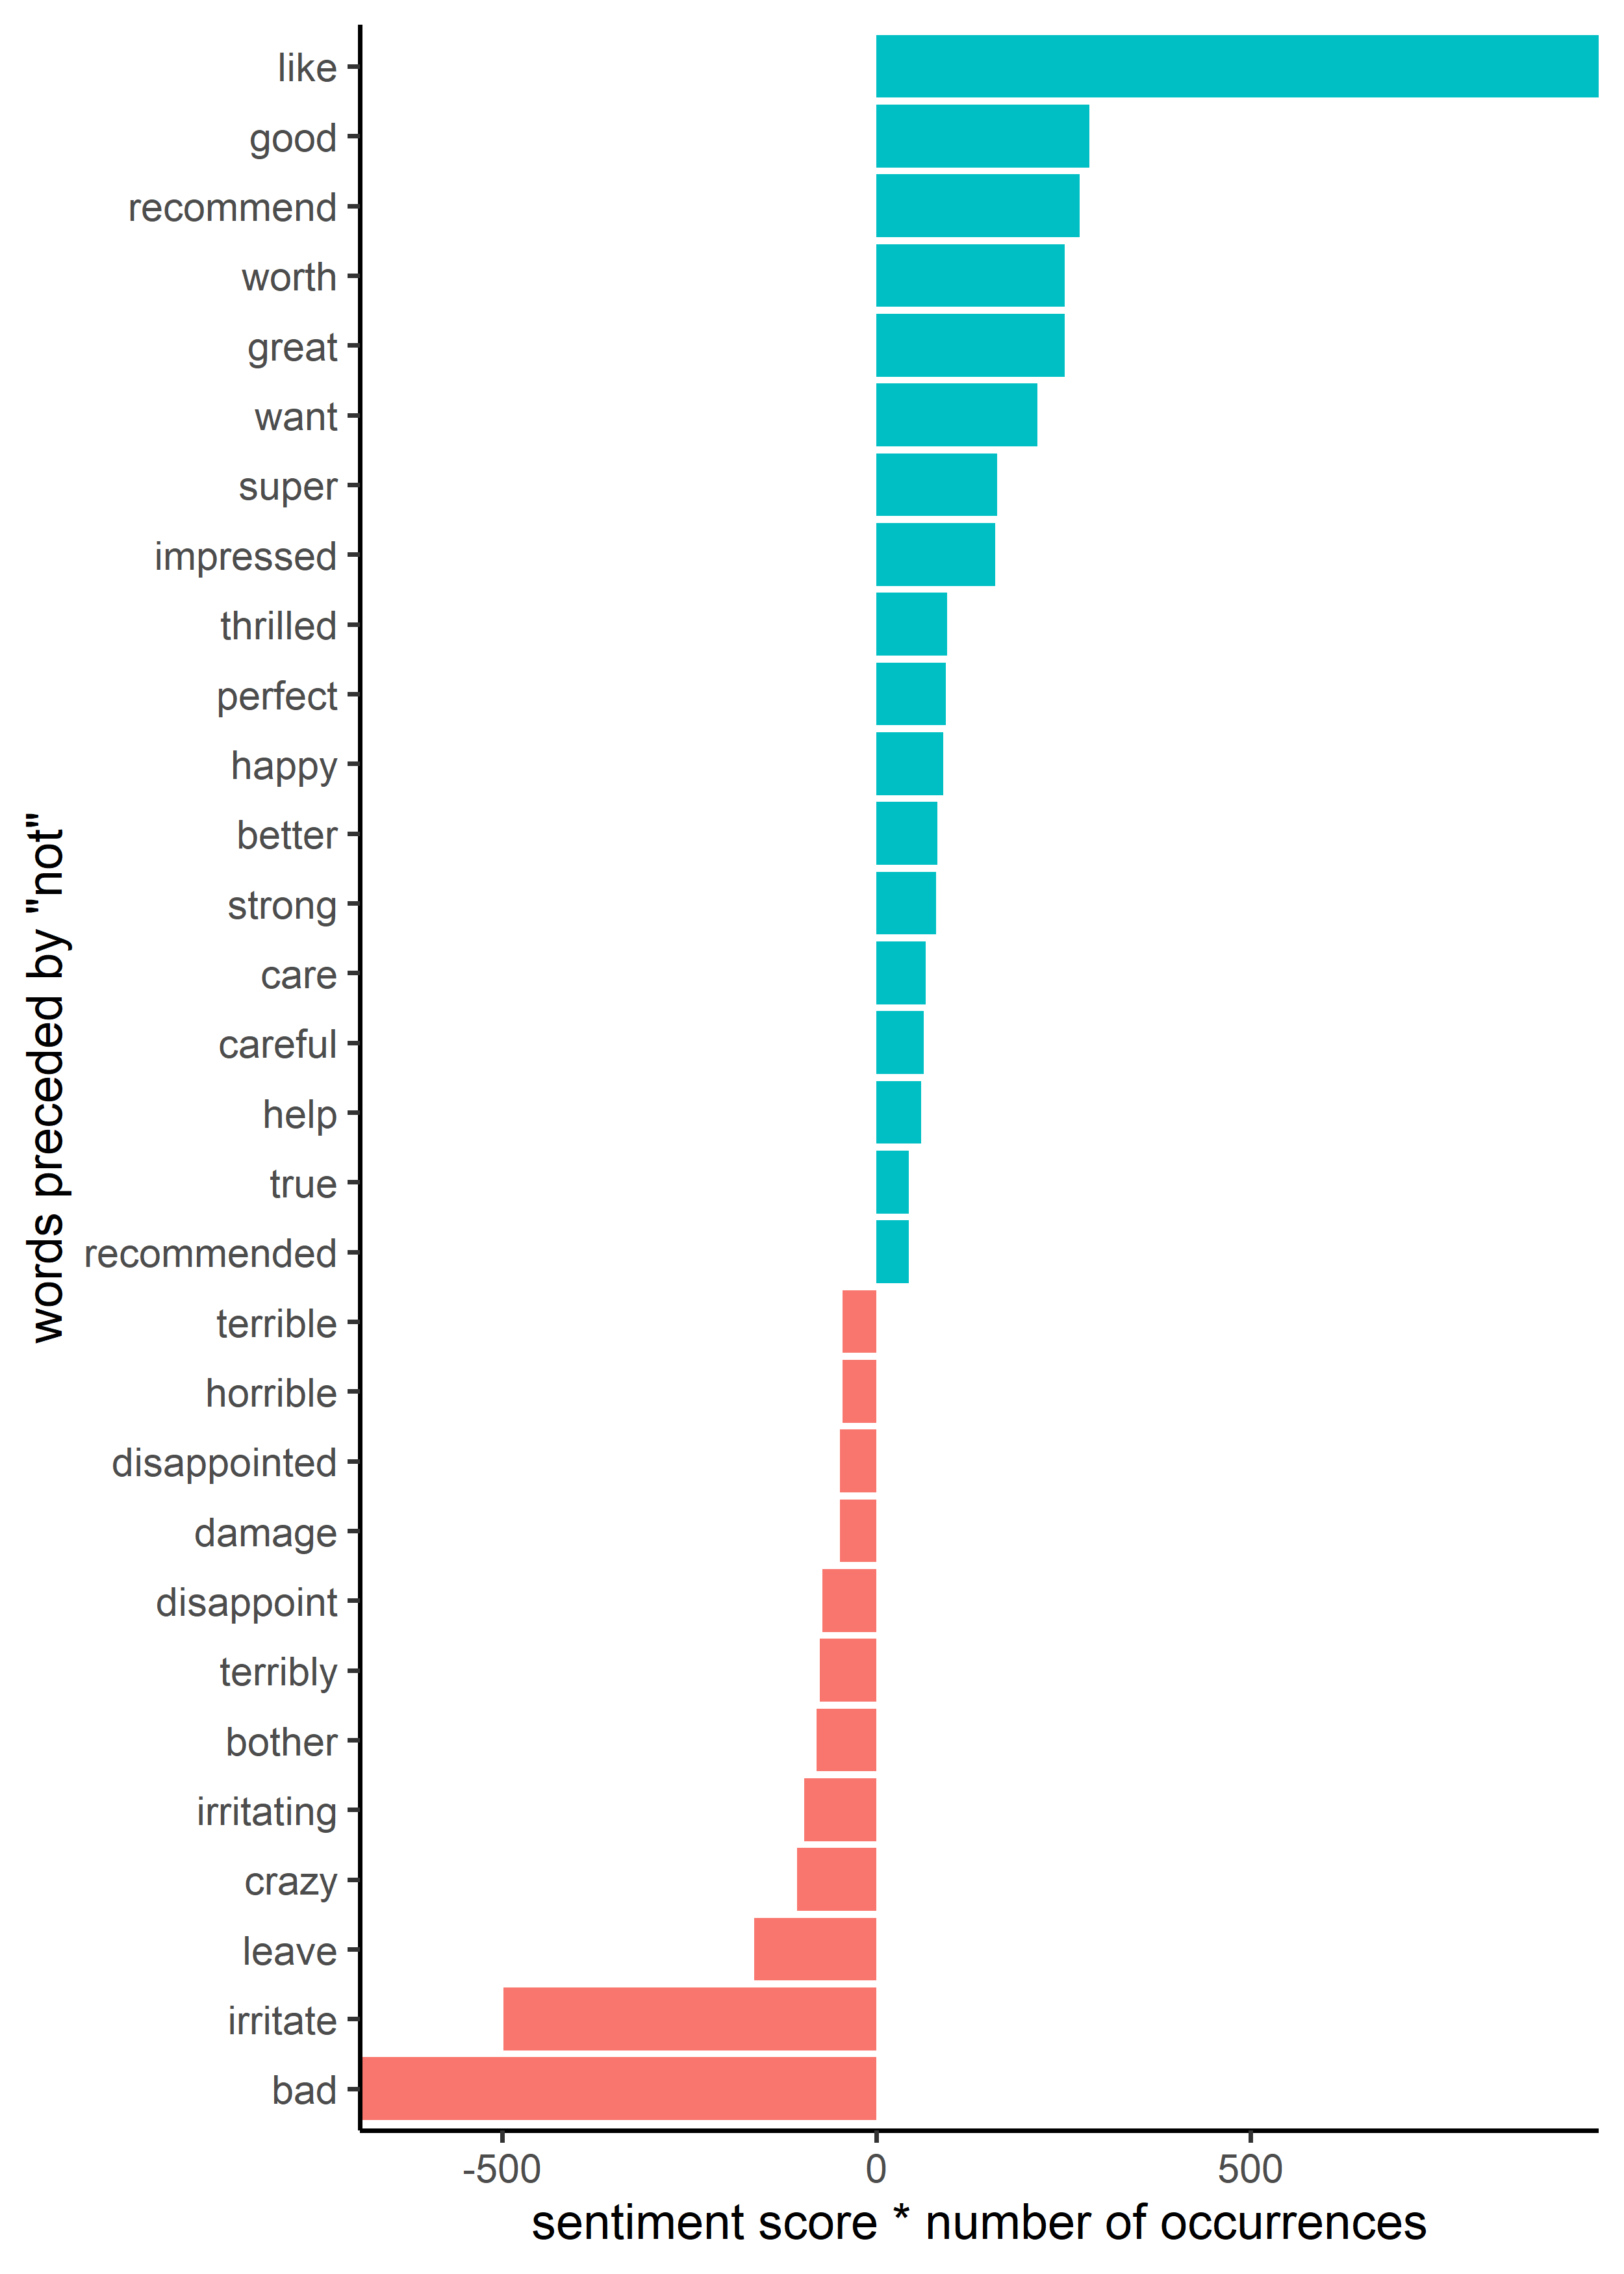 like
good
recommend
worth
great
want
super
impressed
thrilled
perfect
happy
better
strong
care
careful
help
true
recommended
terrible
horrible
disappointed
damage
disappoint
terribly
bother
irritating
crazy
leave
irritate
bad
words preceded by "not"
-500 0 500
sentiment score * number of occurrences